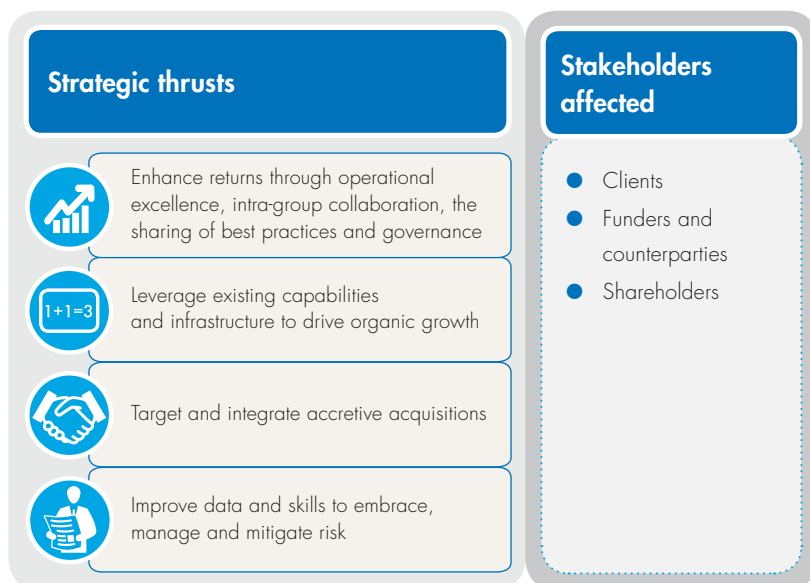 Strategic thrusts
Enhance returns through operational
excellence, intra-group collaboration, the
sharing of best practices and governance
1+1=3
Leverage existing capabilities
and infrastructure to drive organic growth
Target and integrate accretive acquisitions
Improve data and skills to embrace,
manage and mitigate risk
Stakeholders
affected
Clients
Funders and
counterparties
Shareholders